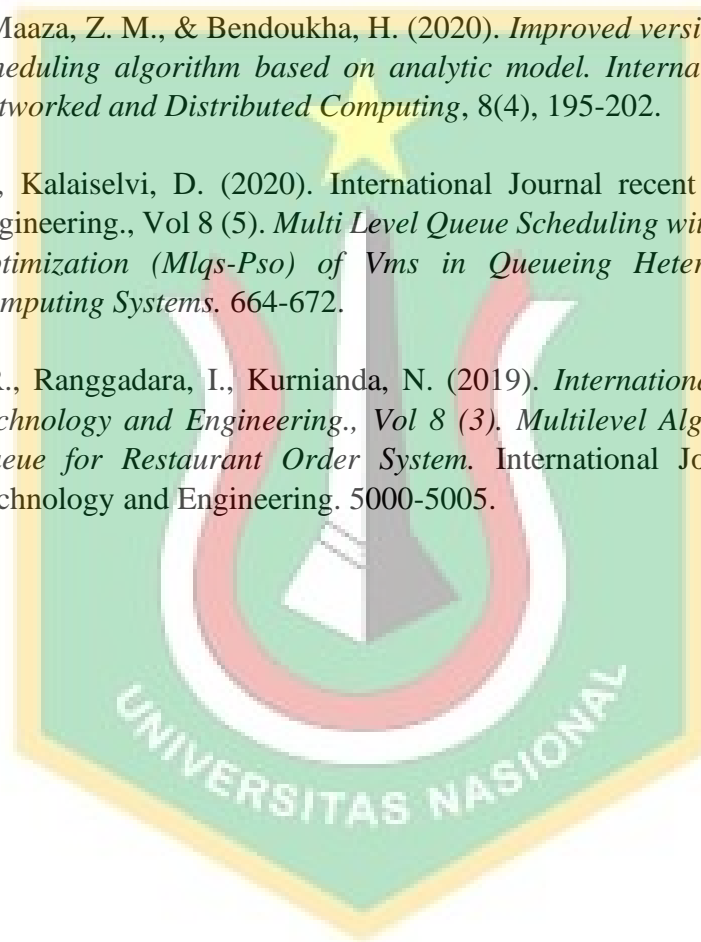 Maaza, Z. M., & Bendoukha, H. (2020). Improved versi
heduling algorithm based on analytic model. Interna
tworked and Distributed Computing, 8(4), 195-202.
, Kalaiselvi, D. (2020). International Journal recent
gineering., Vol 8 (5). Multi Level Queue Scheduling wit
ptimization (Mlqs-Pso) of Vms in Queueing Heter
mputing Systems. 664-672.
R., Ranggadara, I., Kurnianda, N. (2019). Internationa
chnology and Engineering., Vol 8 (3). Multilevel Alg
ueue for Restaurant Order System. International Jo
chnology and Engineering. 5000-5005.
UNIVERSITAS NASIONAL